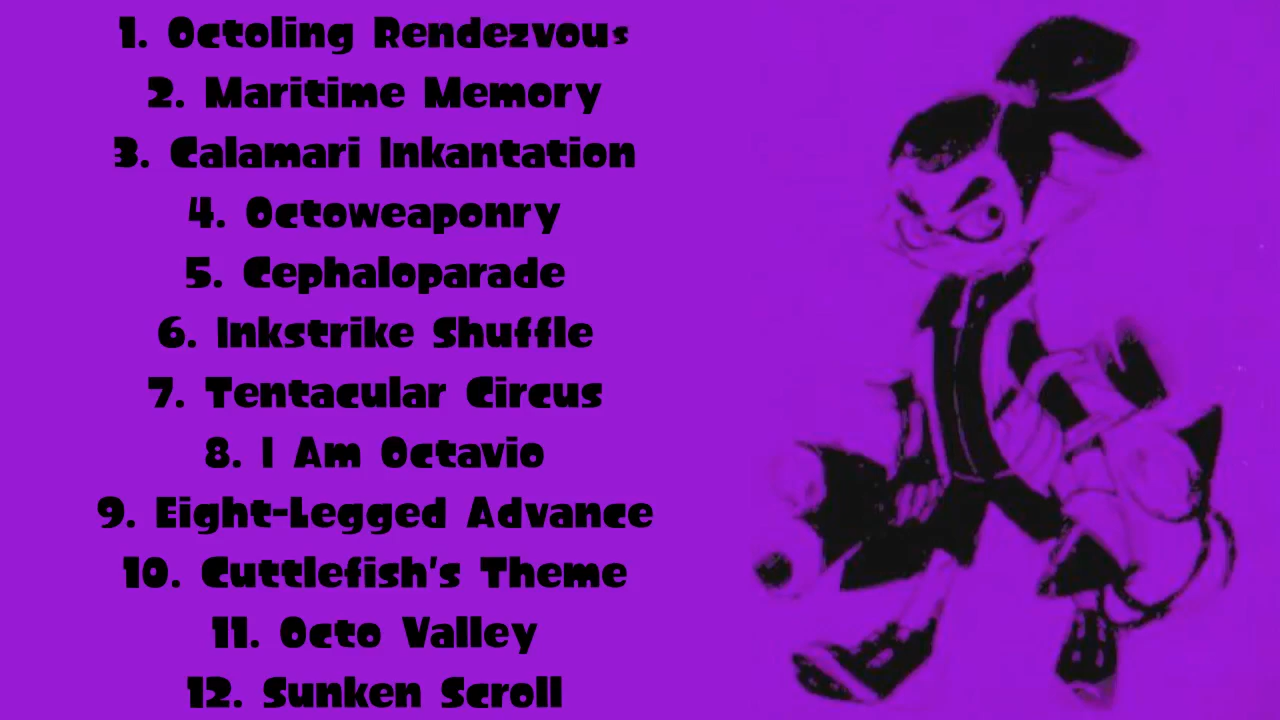 1. Octoling Rendezvous
2. Maritime Memory
3. Calamari Inkantation
4. Octoweaponry
5. Cephaloparade
6. Inkstrike Shuffle
7. Tentacular Circus
8. I Am Octavio
9. Eight-Legged Advance
10. Cuttlefish's Theme
11. Octo Valley
12. Sunken Scroll